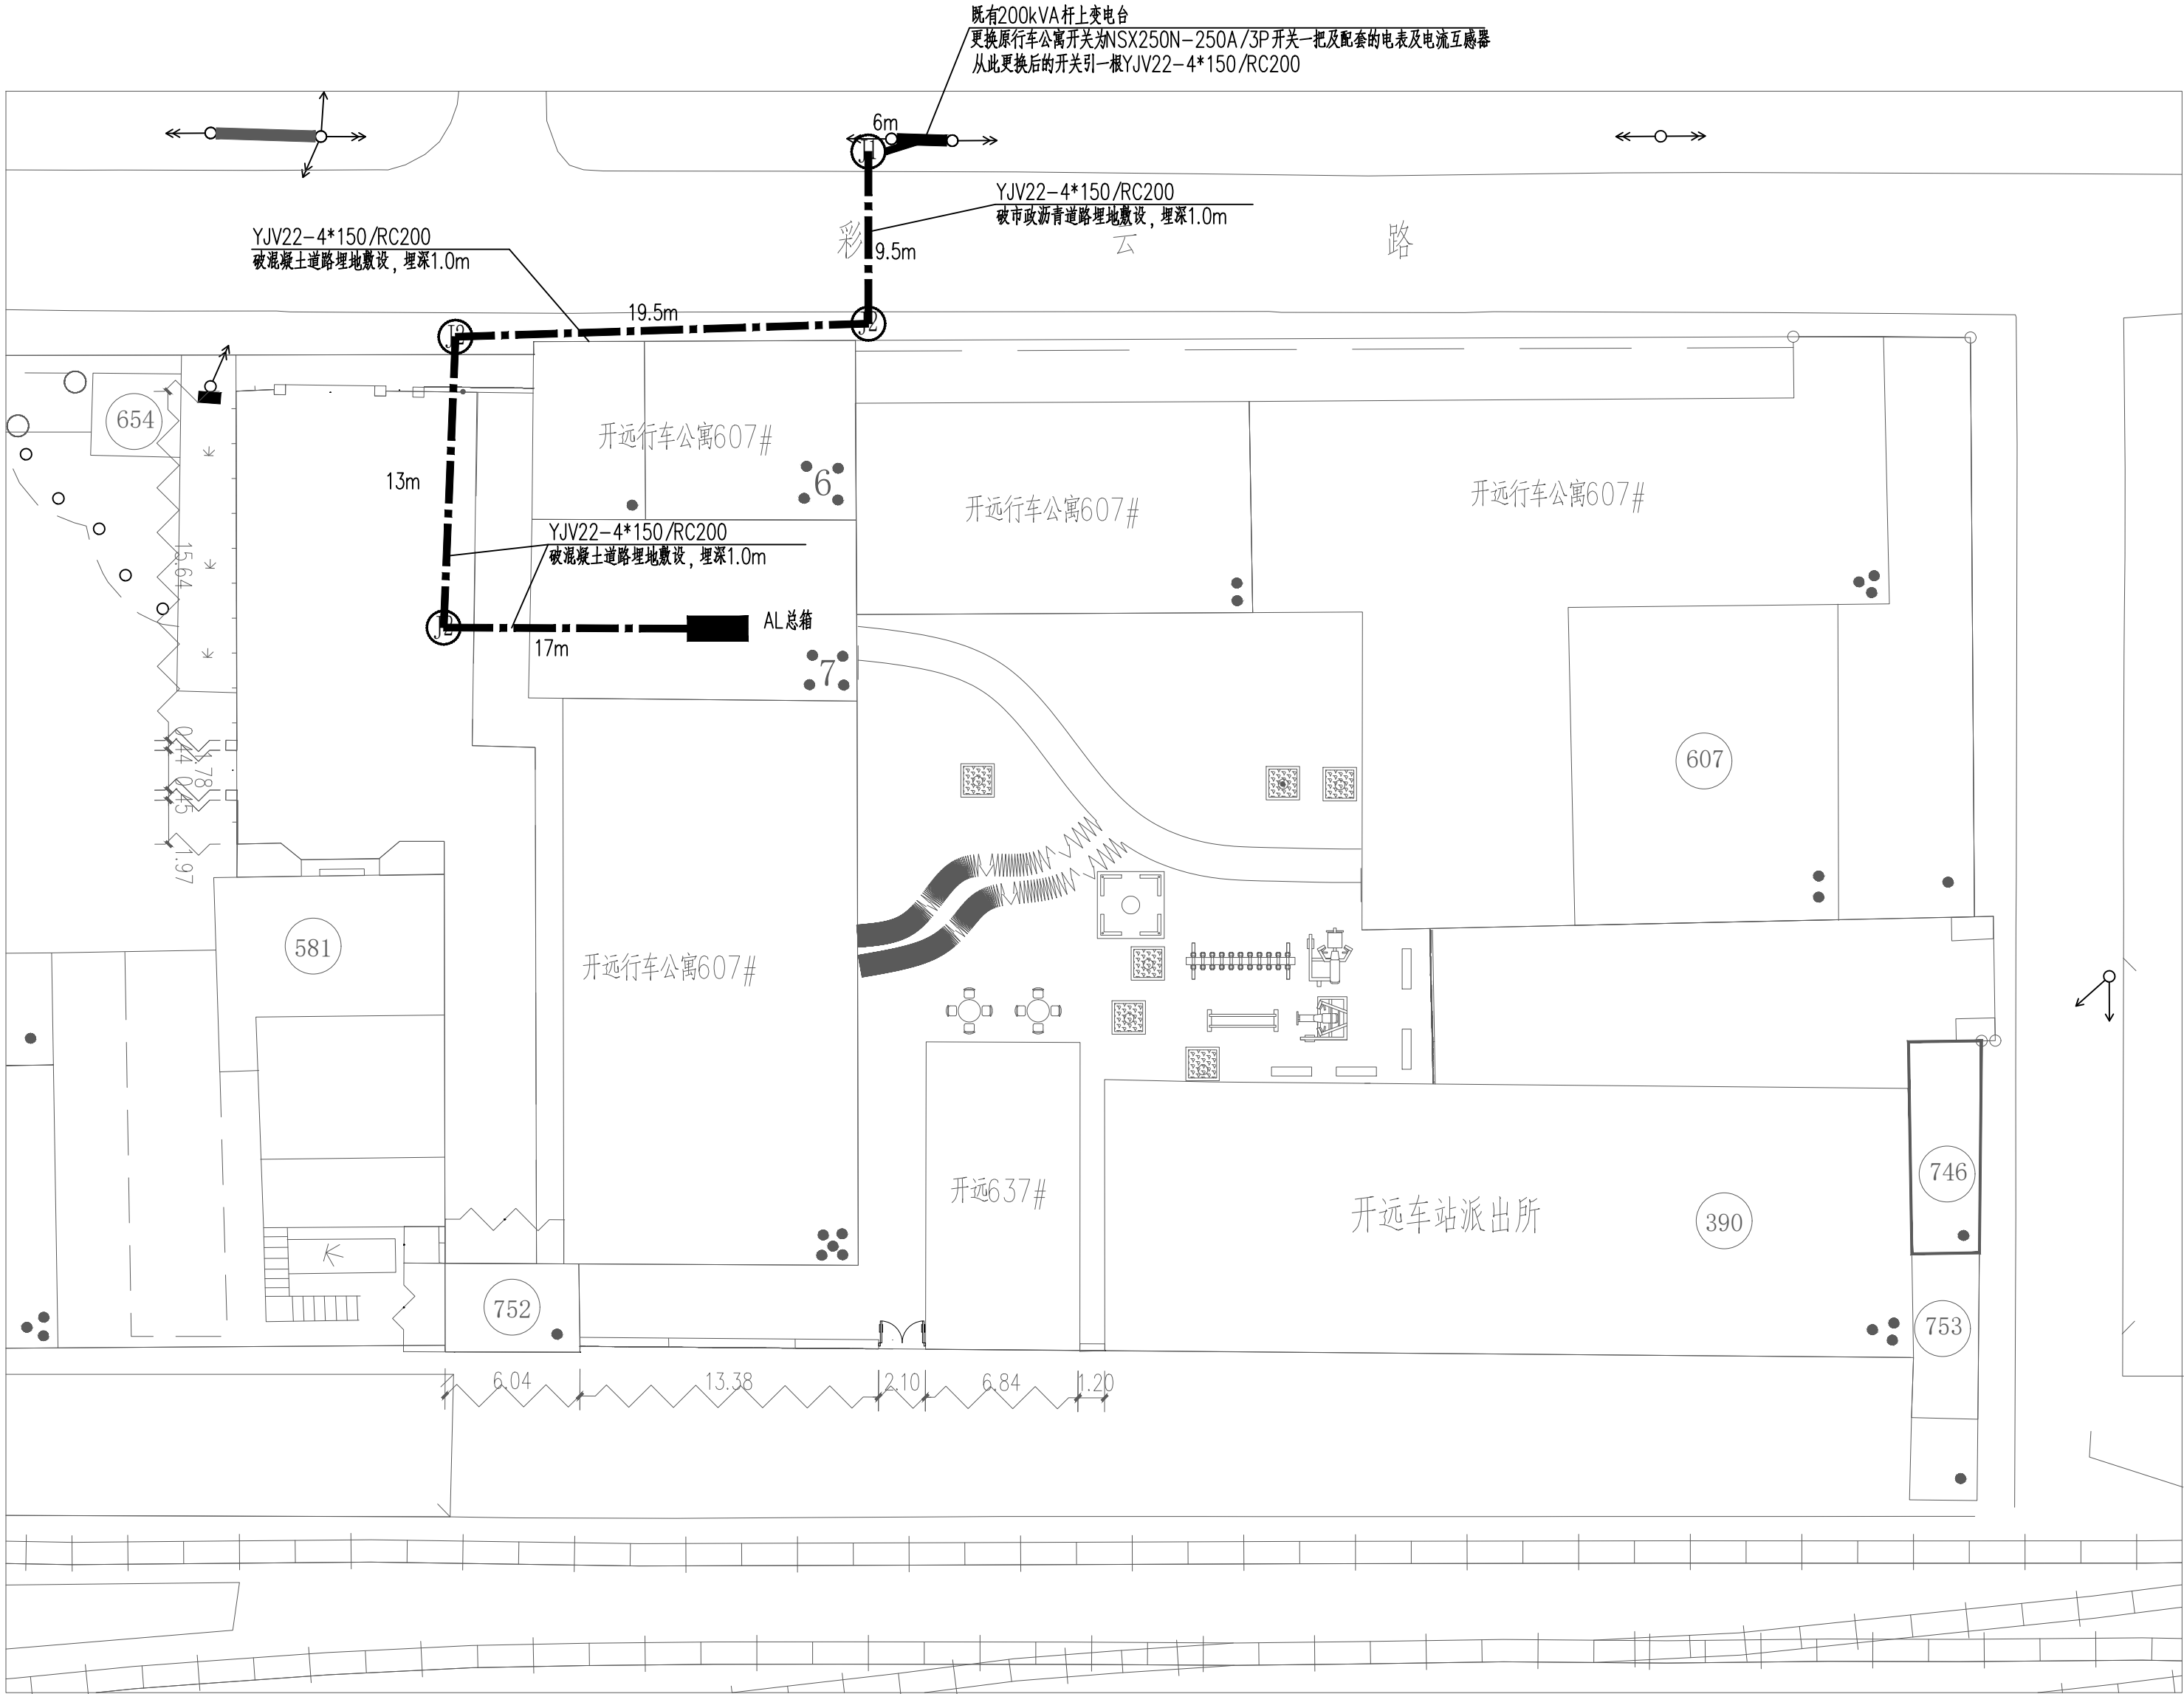 既有200kVA杆上变电台
更换原行车公寓开关为NSX250N-250A/3P开关一把及配套的电表及电流互感器
从此更换后的开关引一根YJV22-4*150/RC200
6m
J1
YJV22-4*150/RC200
破市政沥青道路埋地敷设，埋深1.0m
YJV22-4*150/RC200
破混凝土道路埋地敷设，埋深1.0m
彩云路
9.5m
19.5m
J2
J2
654
开远行车公寓607#
6
13m
开远行车公寓607#
开远行车公寓607#
YJV22-4*150/RC200
破混凝土道路埋地敷设，埋深1.0m
15.64
J2
AL总箱
17m
7
0.44
1.78
0.45
1.97
607
581
开远行车公寓607#
开远637#
开远车站派出所
390
746
752
753
6.04
13.38
2.10
6.84
1.20